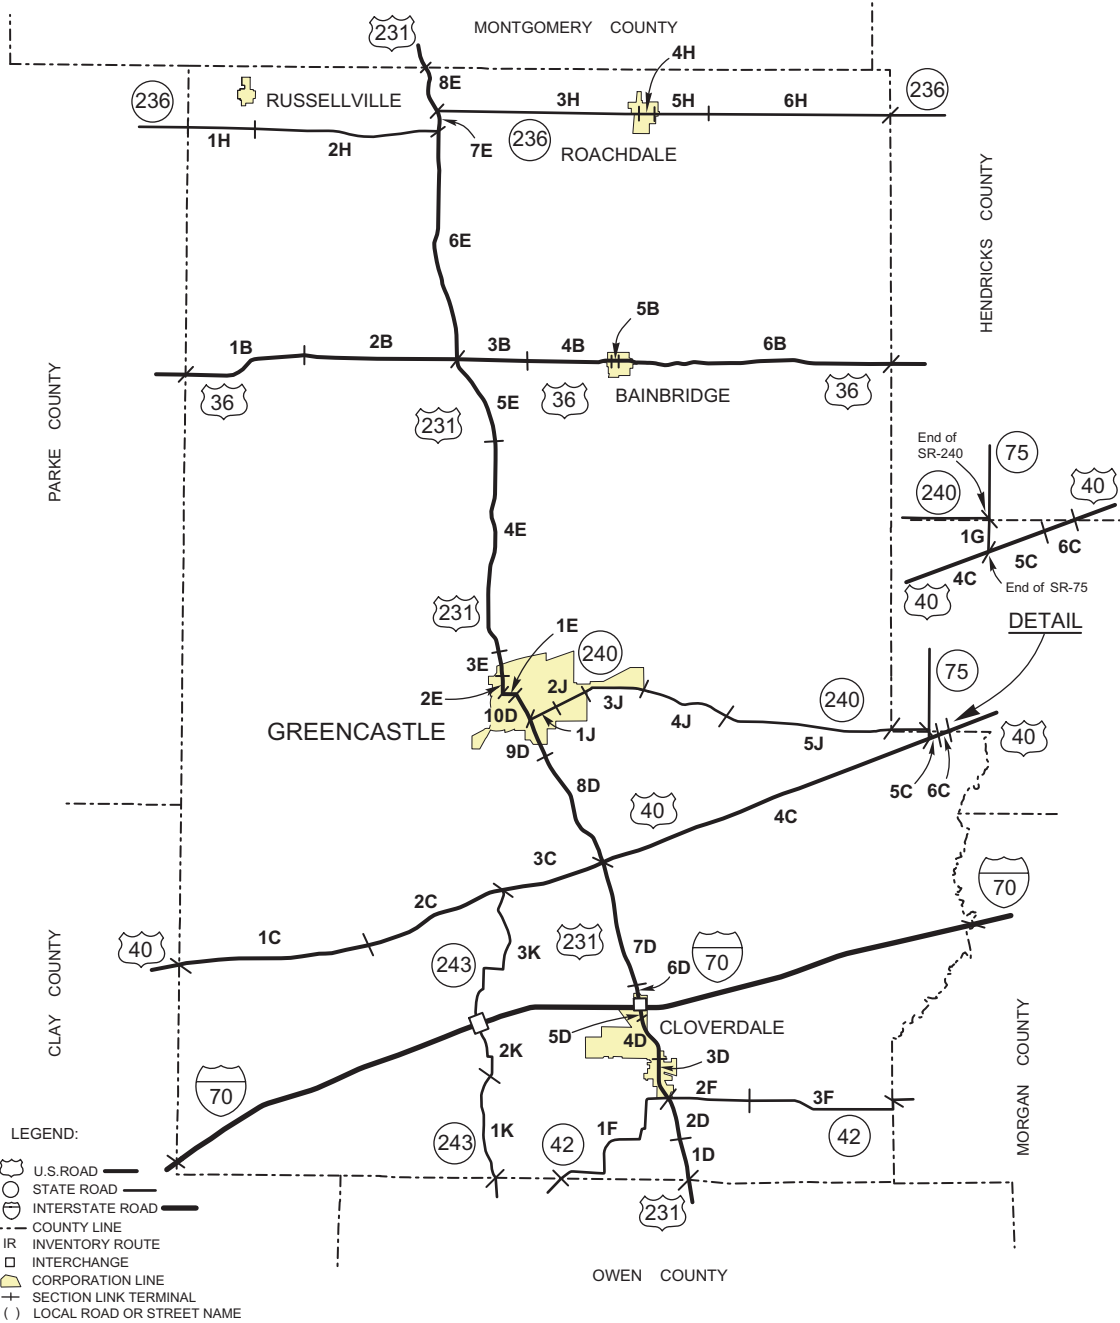 231
MONTGOMERY COUNTY
4H
8E
236
RUSSELLVILLE
3H
5H
6H
236
1H
2H
7E
236
ROACHDALE
HENDRICKS COUNTY
6E
5B
1B
2B
3B
4B
6B
36
36
BAINBRIDGE
36
5E
231
PARKE COUNTY
End of
SR-240
75
240
40
4E
1G
5C
6C
4C
End of SR-75
40
231
DETAIL
1E
240
3E
75
2E
2J
3J
10D
240
GREENCASTLE
1J
4J
5J
40
9D
8D
5C
6C
40
4C
3C
70
2C
1C
40
231
7D
70
3K
243
6D
CLAY COUNTY
5D
CLOVERDALE
4D
MORGAN COUNTY
2K
3D
70
2F
3F
1K
1F
2D
42
243
42
1D
231
LEGEND:
U.S.ROAD
STATE ROAD
INTERSTATE ROAD
COUNTY LINE
IR INVENTORY ROUTE
INTERCHANGE
CORPORATION LINE
SECTION LINK TERMINAL
( ) LOCAL ROAD OR STREET NAME
OWEN COUNTY